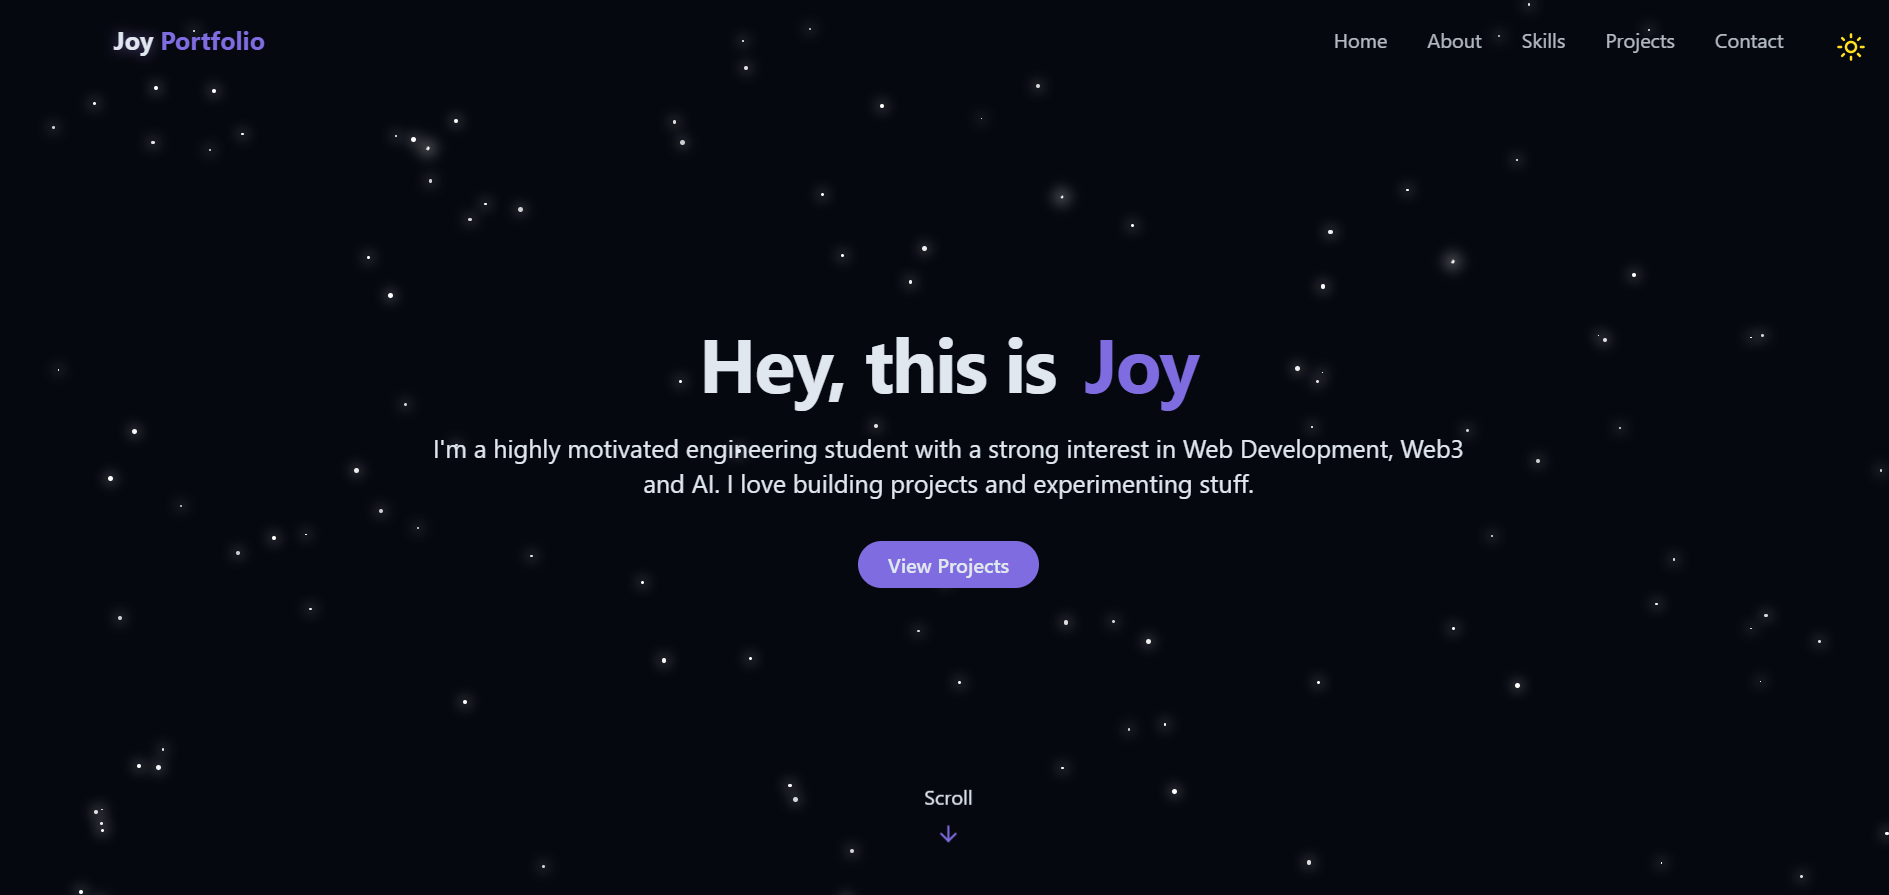 Joy Portfolio
Home About Skills Projects Contact
Hey, this is Joy
I'm a highly motivated engineering student with a strong interest in Web Development, Web3
and AI. I love building projects and experimenting stuff.
View Projects
Scroll